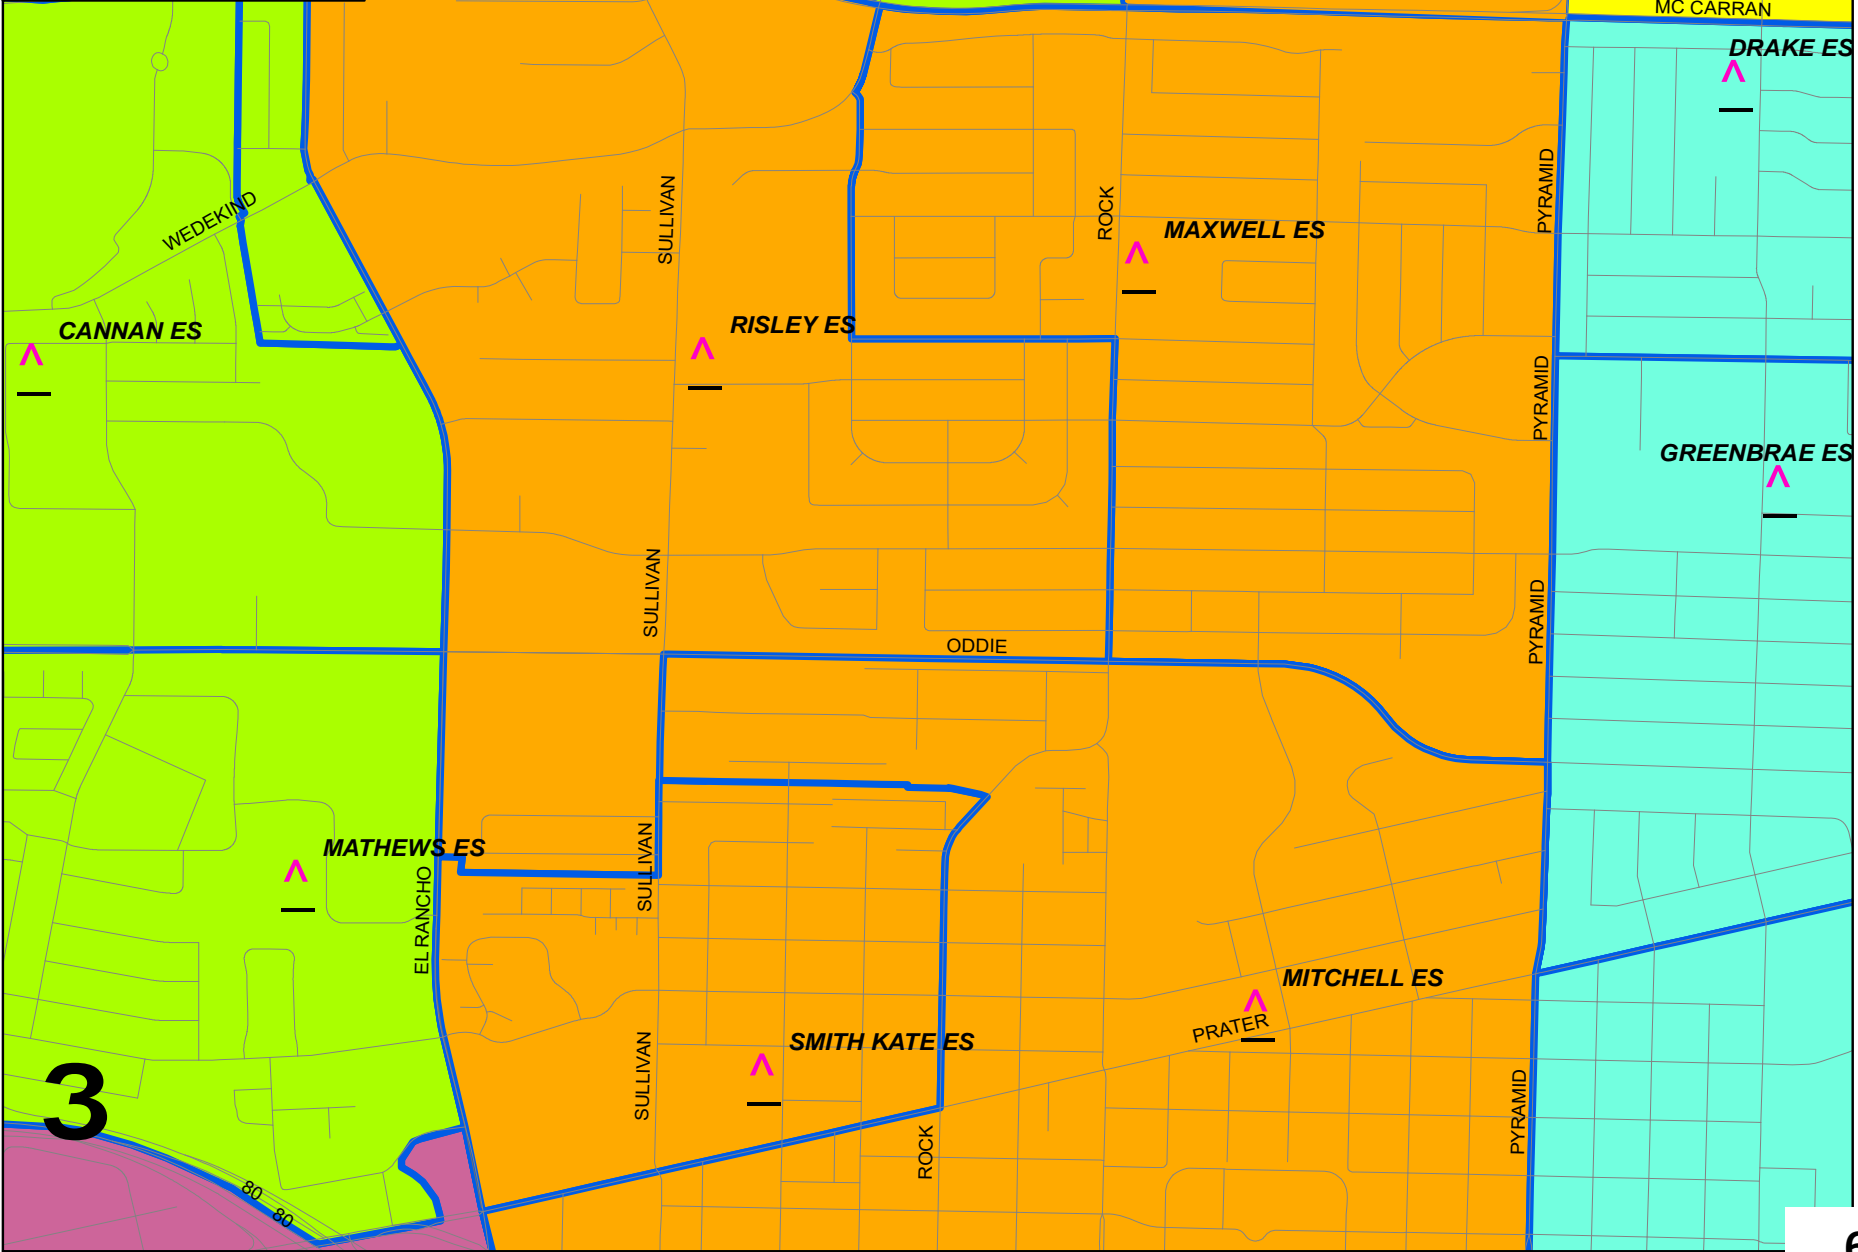 MC CARRAN
DRAKE ES
PYRAMID
SULLIVAN
ROCK
WEDEKIND
MAXWELL ES
CANNAN ES
RISLEY ES
PYRAMID
GREENBRAE ES
SULLIVAN
PYRAMID
ODDIE
MATHEWS ES
SULLIVAN
EL RANCHO
MITCHELL ES
PRATER
SMITH KATE ES
SULLIVAN
3
PYRAMID
ROCK
80
80